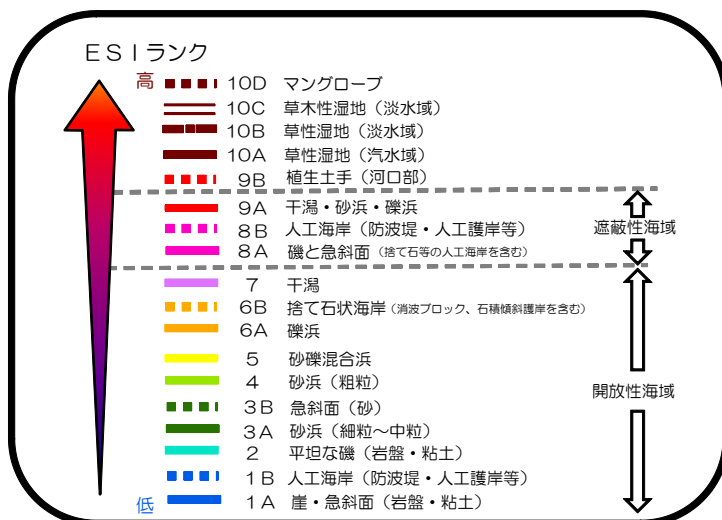 ESIランク
高
10D マングローブ
10C 草木性湿地（淡水域）
10B 草性湿地（淡水域）
10A 草性湿地（汽水域）
9B 植生土手（河口部）
9A 干潟・砂浜・礫浜
8B 人工海岸（防波堤・人工護岸等）
遮蔽性海域
8A 磯と急斜面（捨て石等の人工海岸を含む）
7 干潟
6B 捨て石状海岸（消波ブロック、石積傾斜護岸を含む）
6A 礫浜
5 砂礫混合浜
4 砂浜（粗粒）
開放性海域
3B 急斜面（砂）
3A 砂浜（細粒～中粒）
2 平坦な磯（岩盤・粘土）
1B 人工海岸（防波堤・人工護岸等）
1A 崖・急斜面（岩盤・粘土）
低